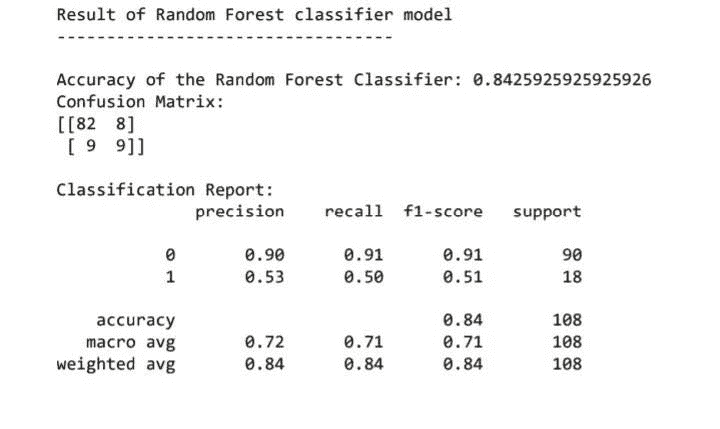 Result of Random Forest classifier model
----------------------------------
Accuracy of the Random Forest Classifier: 0.8425925925925926
Confusion Matrix:
[[82  8]
 [ 9  9]]
Classification Report:
              precision    recall  f1-score   support
           0       0.90      0.91      0.91        90
           1       0.53      0.50      0.51        18
    accuracy                           0.84       108
   macro avg       0.72      0.71      0.71       108
weighted avg       0.84      0.84      0.84       108